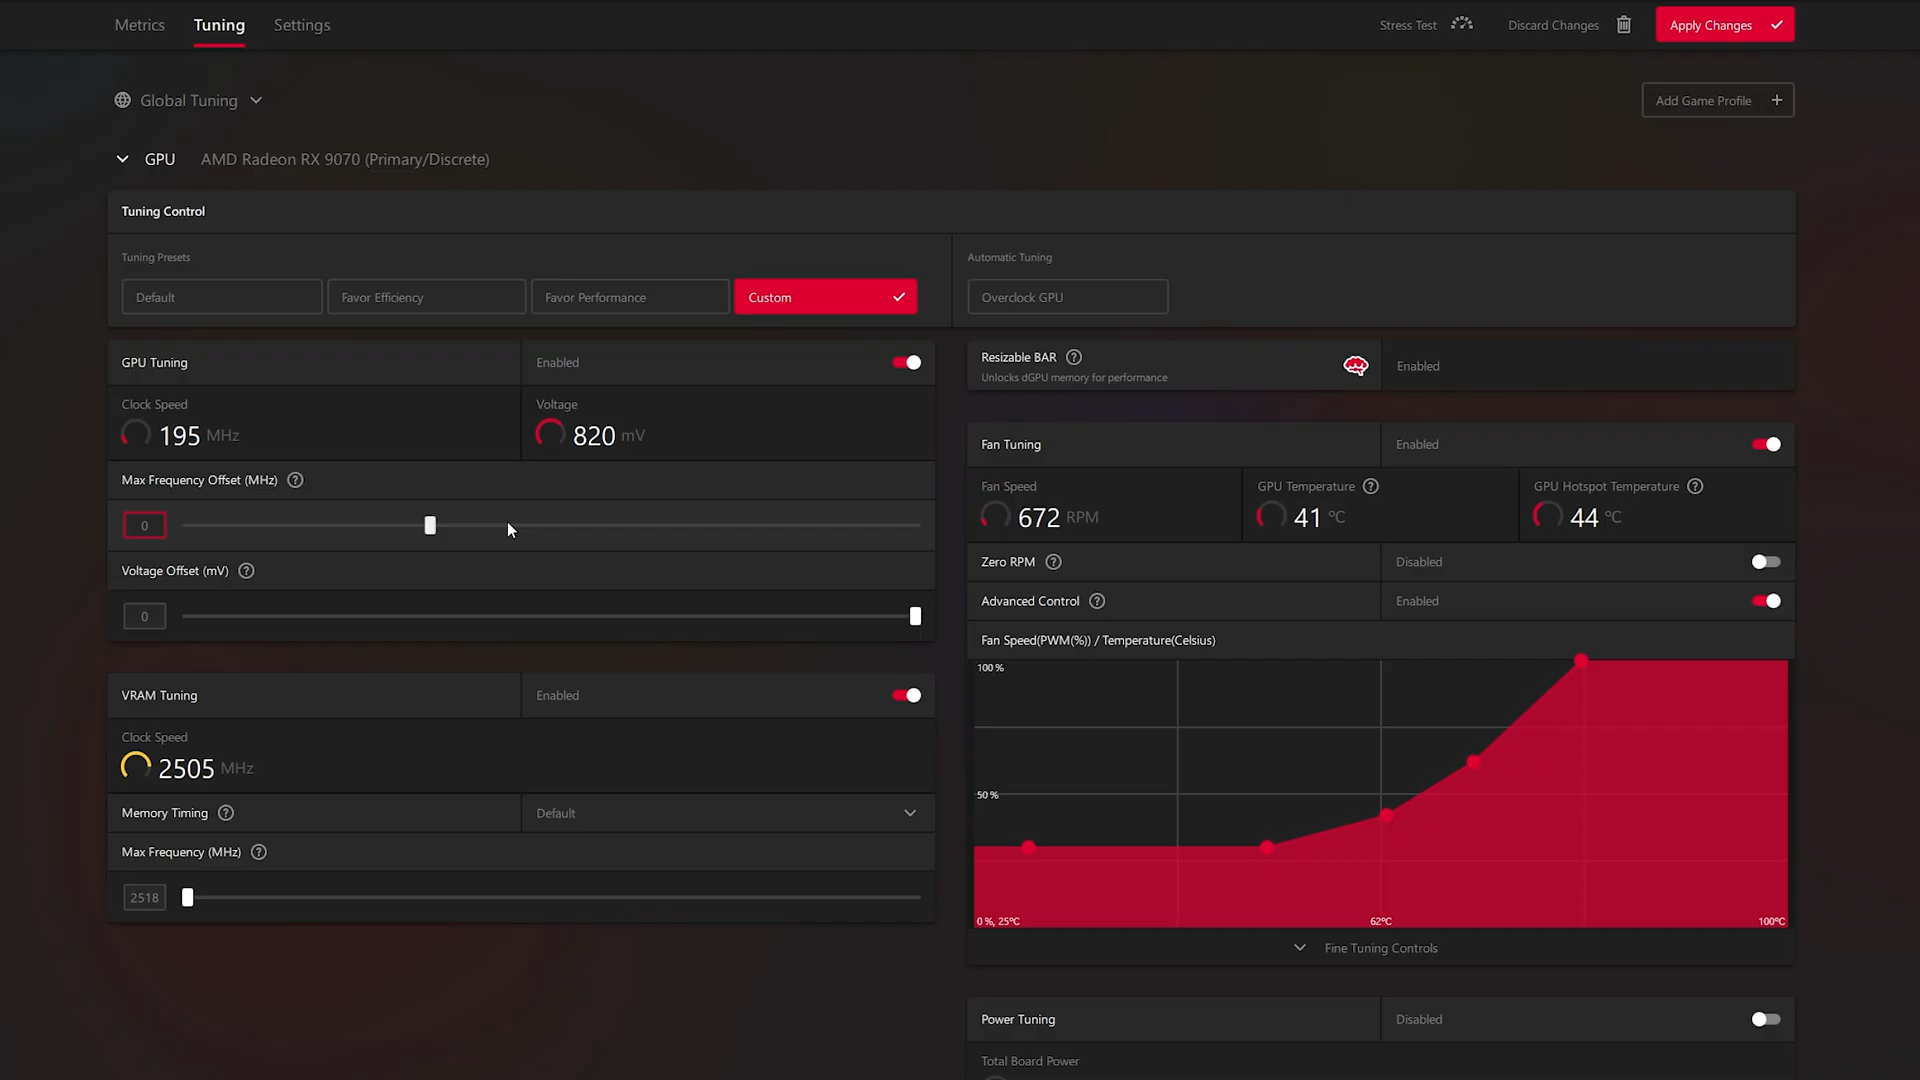 Metrics
Tuning
Settings
Stress Test
Discard Changes
Apply Changes
Global Tuning
Add Game Profile
GPU
AMD Radeon RX 9070 (Primary/Discrete)
Tuning Control
Tuning Presets
Default
Favor Efficiency
Favor Performance
Custom
Automatic Tuning
Overclock GPU
GPU Tuning
Enabled
Clock Speed
195 MHz
Voltage
820 mV
Max Frequency Offset (MHz)
0
Voltage Offset (mV)
0
VRAM Tuning
Enabled
Clock Speed
2505 MHz
Memory Timing
Default
Max Frequency (MHz)
2518
Resizable BAR
Unlocks dGPU memory for performance
Enabled
Fan Tuning
Enabled
Fan Speed
672 RPM
GPU Temperature
41 °C
GPU Hotspot Temperature
44 °C
Zero RPM
Disabled
Advanced Control
Enabled
Fan Speed(PWM(%)) / Temperature(Celsius)
100 %
50 %
0 %, 25°C
62°C
100°C
Fine Tuning Controls
Power Tuning
Disabled
Total Board Power